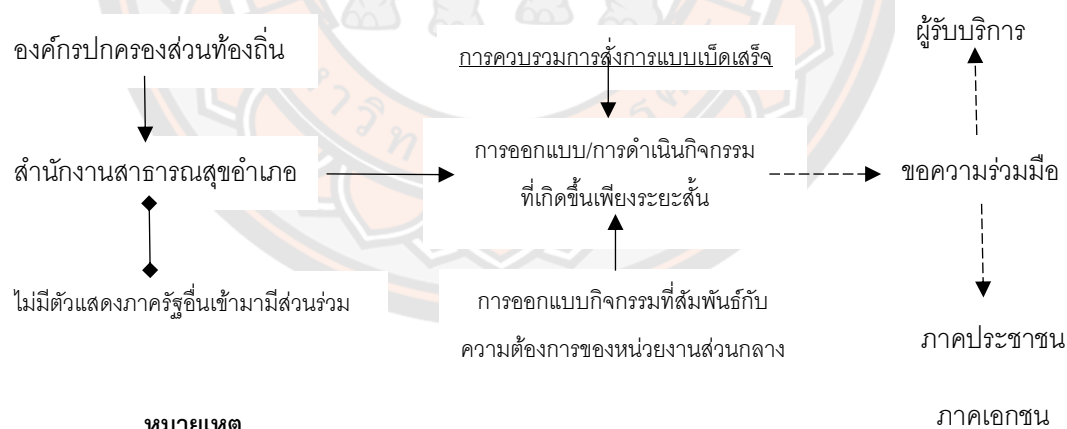 องค์กรปกครองส่วนท้องถิ่น
สำนักงานสาธารณสุขอำเภอ
ไม่มีตัวแสดงภาครัฐอื่นเข้ามามีส่วนร่วม
การควบรวมการสั่งการแบบเบ็ดเสร็จ
การออกแบบ/การดำเนินกิจกรรม
ที่เกิดขึ้นเพียงระยะสั้น
การออกแบบกิจกรรมที่สัมพันธ์กับ
ความต้องการของหน่วยงานส่วนกลาง
ผู้รับบริการ
ขอความร่วมมือ
ภาคประชาชน
ภาคเอกชน
หมายเหตุ